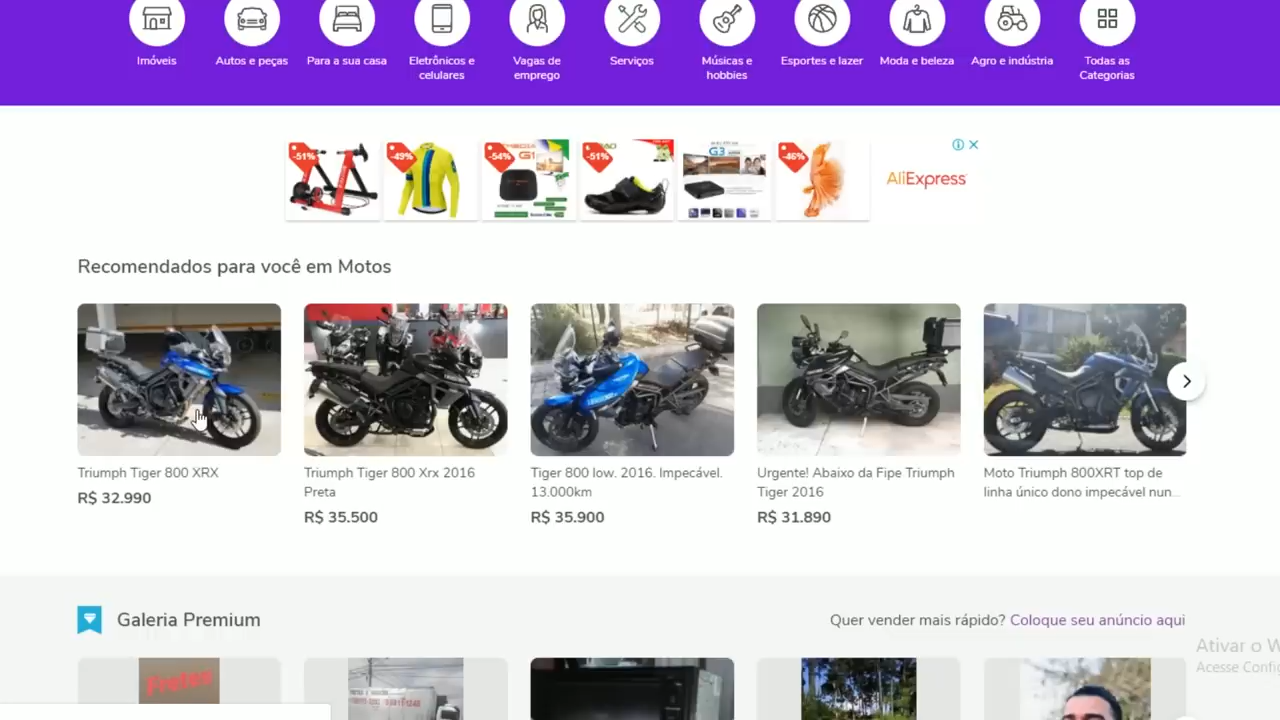 Imóveis
Autos e peças
Para a sua casa
Eletrônicos e
celulares
Vagas de
emprego
Serviços
Músicas e
hobbies
Esportes e lazer
Moda e beleza
Agro e indústria
Todas as
Categorias
-51%
-49%
-54%
G1
-51%
G3
-46%
AliExpress
Recomendados para você em Motos
Triumph Tiger 800 XRX
R$ 32.990
Triumph Tiger 800 Xrx 2016
Preta
R$ 35.500
Tiger 800 low. 2016. Impecável.
13.000km
R$ 35.900
Urgente! Abaixo da Fipe Triumph
Tiger 2016
R$ 31.890
Moto Triumph 800XRT top de
linha único dono impecável nun...
Galeria Premium
Quer vender mais rápido? Coloque seu anúncio aqui
Ativar o W
Acesse Config
Fretes